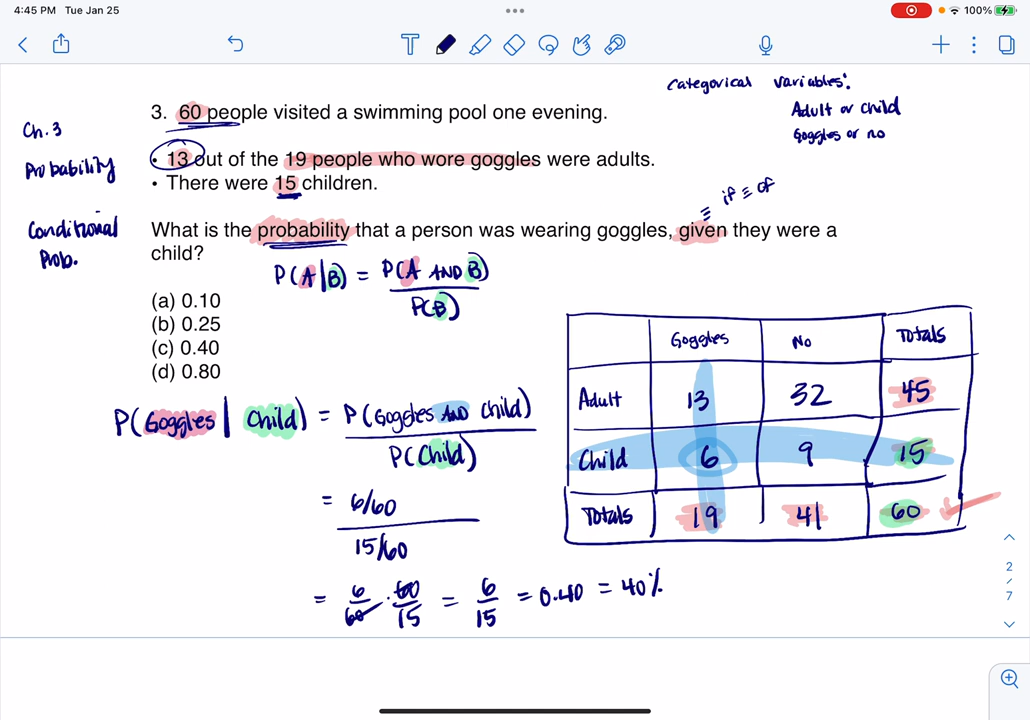 4:45 PM Tue Jan 25
100%
Categorical Variables:
Adult or Child
Goggles or no
Ch. 3
Probability
Conditional
Prob.
3. 60 people visited a swimming pool one evening.
• 13 out of the 19 people who wore goggles were adults.
• There were 15 children.
≡ if ≡ of
What is the probability that a person was wearing goggles, given they were a
child?
P(A|B) = P(A AND B)
P(B)
(a) 0.10
(b) 0.25
(c) 0.40
(d) 0.80
Goggles No Totals
Adult 13 32 45
Child 6 9 15
Totals 19 41 60
P(Goggles | Child) = P(Goggles AND Child)
P(Child)
= 6/60
15/60
= 6/60 · 60/15 = 6/15 = 0.40 = 40%
2
/
7